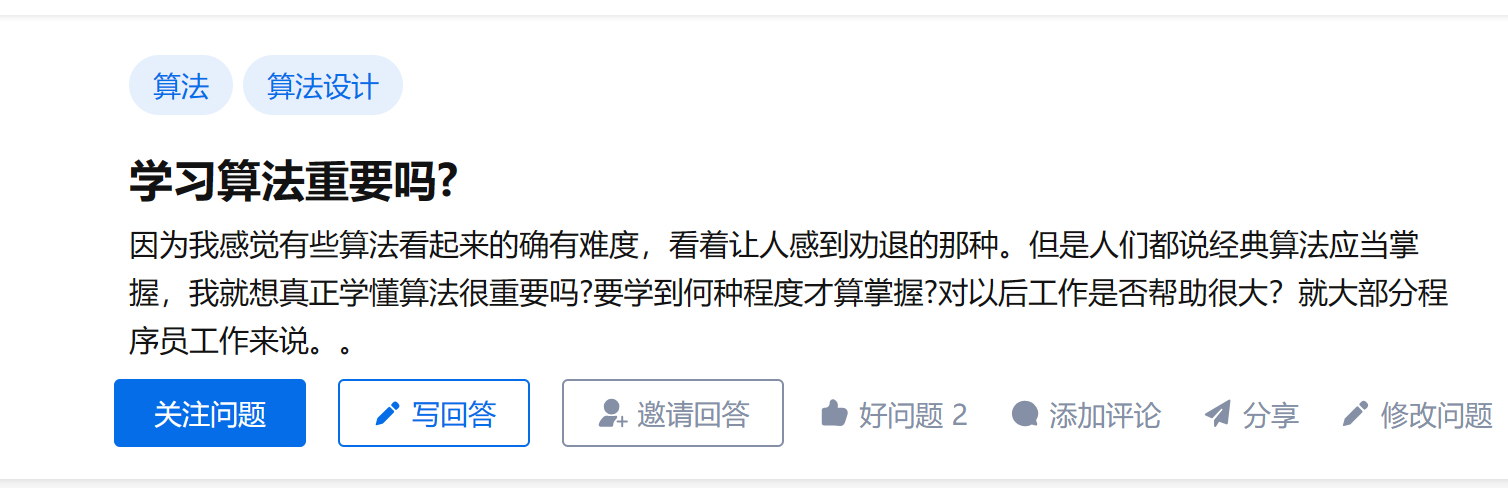 算法 算法设计
学习算法重要吗?
因为我感觉有些算法看起来的确有难度，看着让人感到劝退的那种。但是人们都说经典算法应当掌
握，我就想真正学懂算法很重要吗?要学到何种程度才算掌握?对以后工作是否帮助很大？就大部分程
序员工作来说。。
关注问题 写回答 邀请回答 好问题 2 添加评论 分享 修改问题